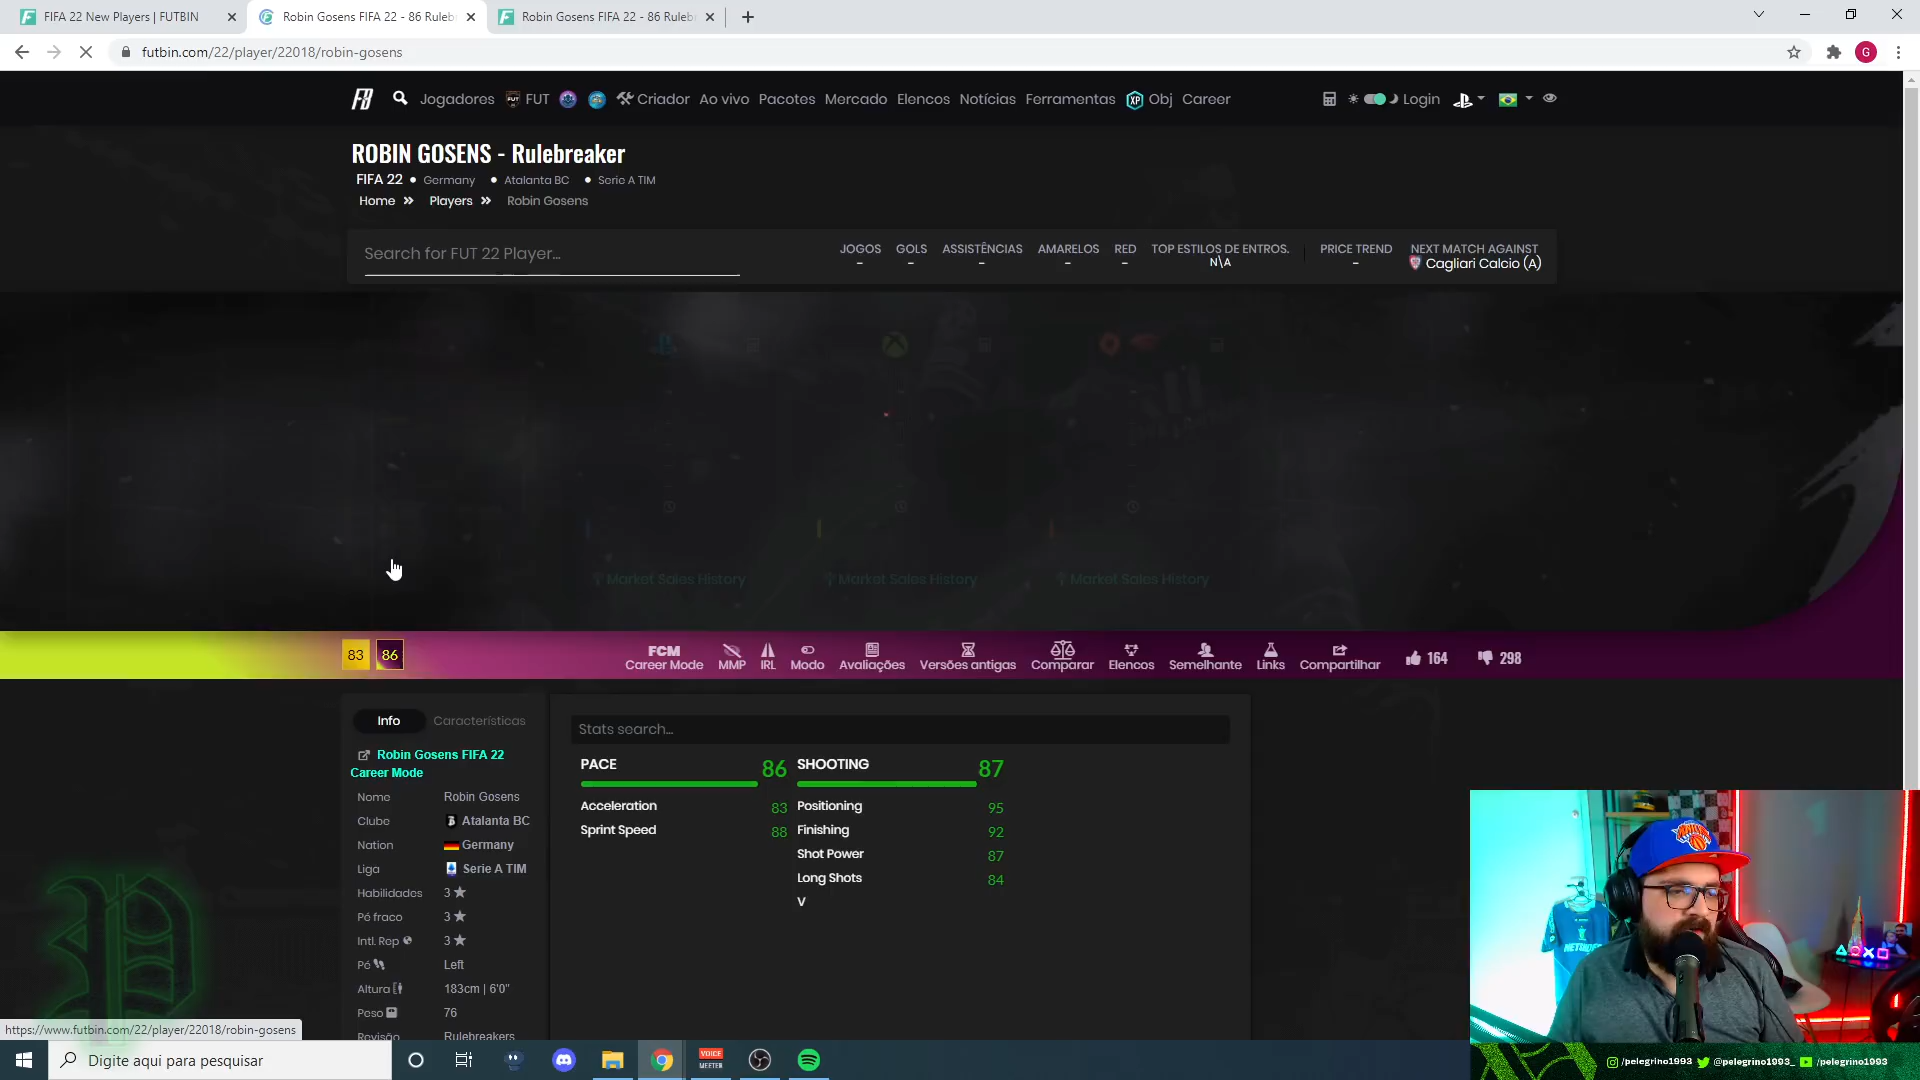 FIFA 22 New Players | FUTBIN
Robin Gosens FIFA 22 - 86 Ruleb
Robin Gosens FIFA 22 - 86 Ruleb
futbin.com/22/player/22018/robin-gosens
G
Jogadores FUT Criador Ao vivo Pacotes Mercado Elencos Notícias Ferramentas XP Obj Career Login
ROBIN GOSENS - Rulebreaker
FIFA 22 • Germany • Atalanta BC • Serie A TIM
Home » Players » Robin Gosens
Search for FUT 22 Player...
JOGOS GOLS ASSISTÊNCIAS AMARELOS RED TOP ESTILOS DE ENTROS. PRICE TREND NEXT MATCH AGAINST
- - - - - N\A - Cagliari Calcio (A)
Market Sales History Market Sales History Market Sales History
83 86
FCM
Career Mode MMP IRL Modo Avaliações Versões antigas Comparar Elencos Semelhante Links Compartilhar 164 298
Info Características
Robin Gosens FIFA 22
Career Mode
Nome Robin Gosens
Clube Atalanta BC
Nation Germany
Liga Serie A TIM
Habilidades 3
Pé fraco 3
Intl. Rep 3
Pó Left
Altura 183cm | 6'0"
Peso 76
Revisão Rulebreakers
Stats search...
PACE 86 SHOOTING 87
Acceleration 83 Positioning 95
Sprint Speed 88 Finishing 92
Shot Power 87
Long Shots 84
V
https://www.futbin.com/22/player/22018/robin-gosens
Digite aqui para pesquisar
VOICE
MEETER
/pelegrino1993 @pelegrino1993_ /pelegrino1993